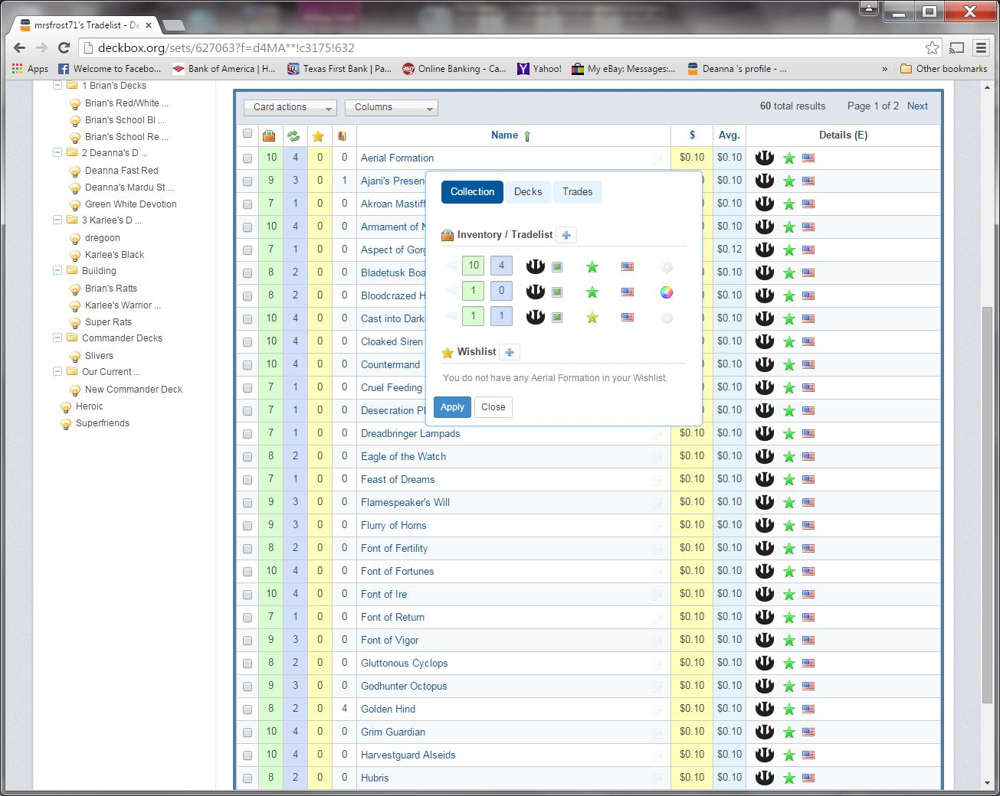 mrsfrost71's Tradelist - De
deckbox.org/sets/627063?f=d4MA**!c3175!632
Apps Welcome to Facebo... Bank of America | H... Texas First Bank | Pa... Online Banking - Ca... Yahoo! My eBay: Messages:... Deanna 's profile - ... » Other bookmarks
1 Brian's Decks
Brian's Red/White ...
Brian's School Bl ...
Brian's School Re ...
2 Deanna's D ...
Deanna Fast Red
Deanna's Mardu St ...
Green White Devotion
3 Karlee's D ...
dregoon
Karlee's Black
Building
Brian's Ratts
Karlee's Warrior ...
Super Rats
Commander Decks
Slivers
Our Current ...
New Commander Deck
Heroic
Superfriends
Card actions Columns 60 total results Page 1 of 2 Next
Name $ Avg. Details (E)
10 4 0 0 Aerial Formation $0.10 $0.10
9 3 0 1 Ajani's Presen $0.10
7 1 0 0 Akroan Mastiff $0.10
10 4 0 0 Armament of N $0.10
7 1 0 0 Aspect of Gorg $0.12
8 2 0 0 Bladetusk Boa $0.10
8 2 0 0 Bloodcrazed H $0.10
10 4 0 0 Cast into Dark $0.10
10 4 0 0 Cloaked Siren $0.10
10 4 0 0 Countermand $0.10
7 1 0 0 Cruel Feeding $0.10
7 1 0 0 Desecration Pl $0.10
7 1 0 0 Dreadbringer Lampads $0.10 $0.10
8 2 0 0 Eagle of the Watch $0.10 $0.10
7 1 0 0 Feast of Dreams $0.10 $0.10
9 3 0 0 Flamespeaker's Will $0.10 $0.10
9 3 0 0 Flurry of Horns $0.10 $0.10
8 2 0 0 Font of Fertility $0.10 $0.10
10 4 0 0 Font of Fortunes $0.10 $0.10
10 4 0 0 Font of Ire $0.10 $0.10
7 1 0 0 Font of Return $0.10 $0.10
9 3 0 0 Font of Vigor $0.10 $0.10
8 2 0 0 Gluttonous Cyclops $0.10 $0.10
9 3 0 0 Godhunter Octopus $0.10 $0.10
8 2 0 4 Golden Hind $0.10 $0.10
10 4 0 0 Grim Guardian $0.10 $0.10
10 4 0 0 Harvestguard Alseids $0.10 $0.10
8 2 0 0 Hubris $0.10 $0.10
Collection Decks Trades
Inventory / Tradelist
10 4
1 0
1 1
Wishlist
You do not have any Aerial Formation in your Wishlist.
Apply Close